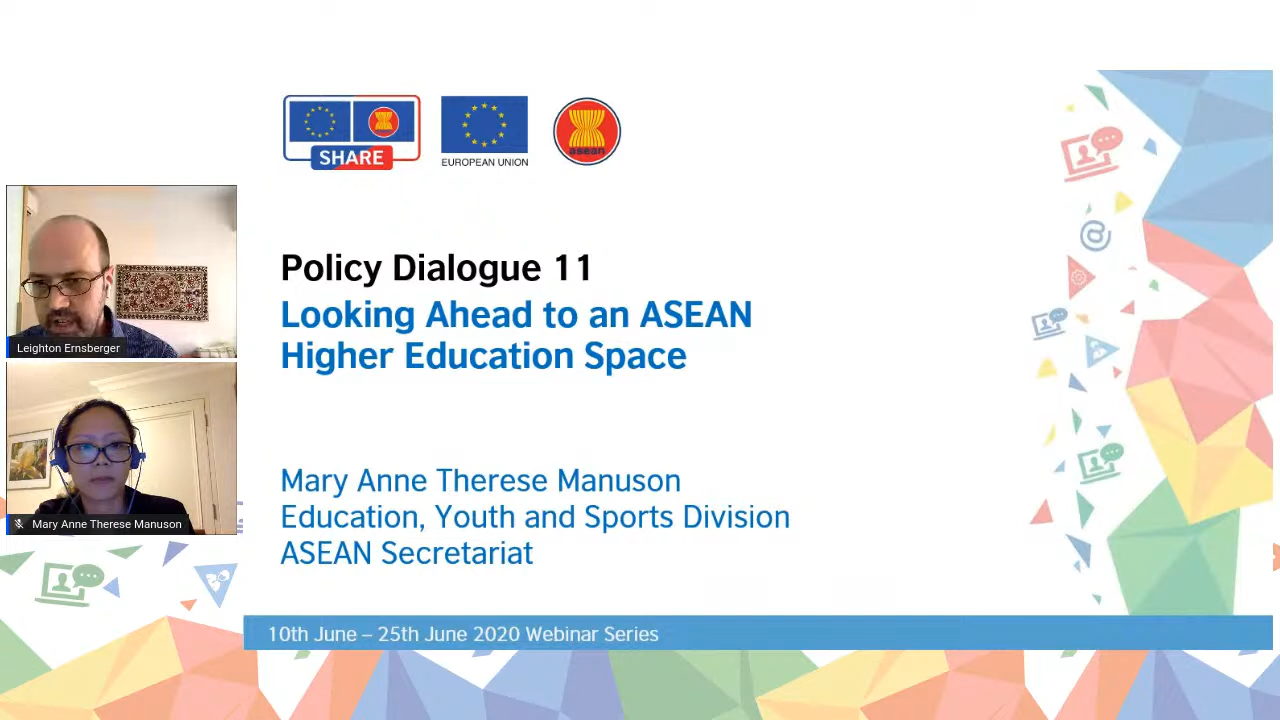 SHARE
EUROPEAN UNION
asean
Policy Dialogue 11
Looking Ahead to an ASEAN
Higher Education Space
Leighton Ernsberger
Mary Anne Therese Manuson
Mary Anne Therese Manuson
Education, Youth and Sports Division
ASEAN Secretariat
10th June – 25th June 2020 Webinar Series